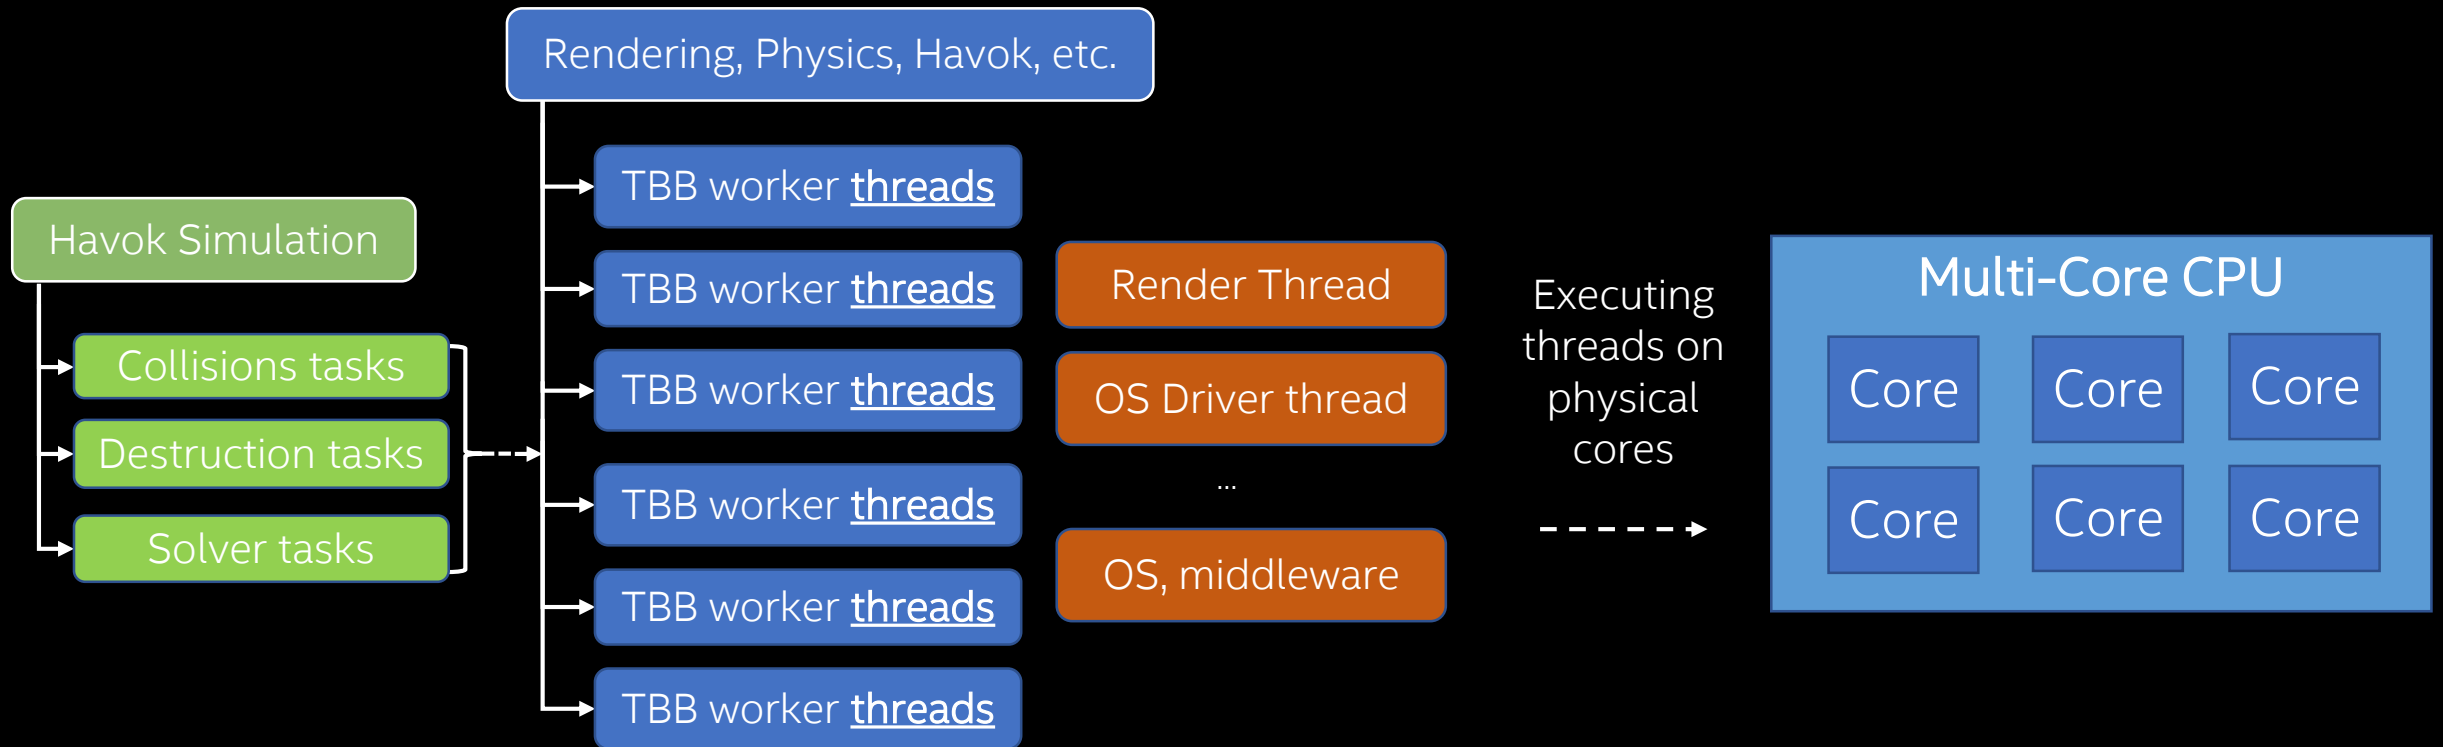 Rendering, Physics, Havok, etc.
Havok Simulation
Collisions tasks
Destruction tasks
Solver tasks
TBB worker threads
TBB worker threads
TBB worker threads
TBB worker threads
TBB worker threads
TBB worker threads
Render Thread
OS Driver thread
...
OS, middleware
Executing
threads on
physical
cores
Multi-Core CPU
Core Core Core
Core Core Core